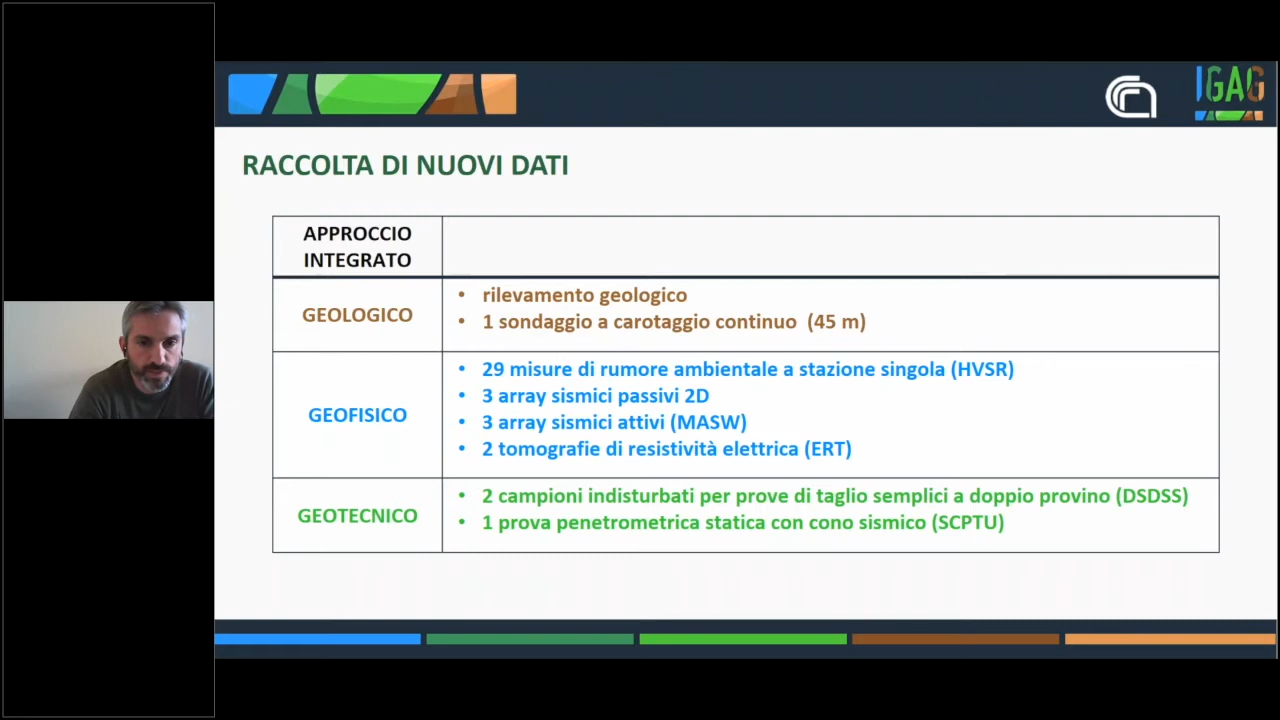 IGAG
RACCOLTA DI NUOVI DATI
APPROCCIO
INTEGRATO
GEOLOGICO
• rilevamento geologico
• 1 sondaggio a carotaggio continuo (45 m)
GEOFISICO
• 29 misure di rumore ambientale a stazione singola (HVSR)
• 3 array sismici passivi 2D
• 3 array sismici attivi (MASW)
• 2 tomografie di resistività elettrica (ERT)
GEOTECNICO
• 2 campioni indisturbati per prove di taglio semplici a doppio provino (DSDSS)
• 1 prova penetrometrica statica con cono sismico (SCPTU)